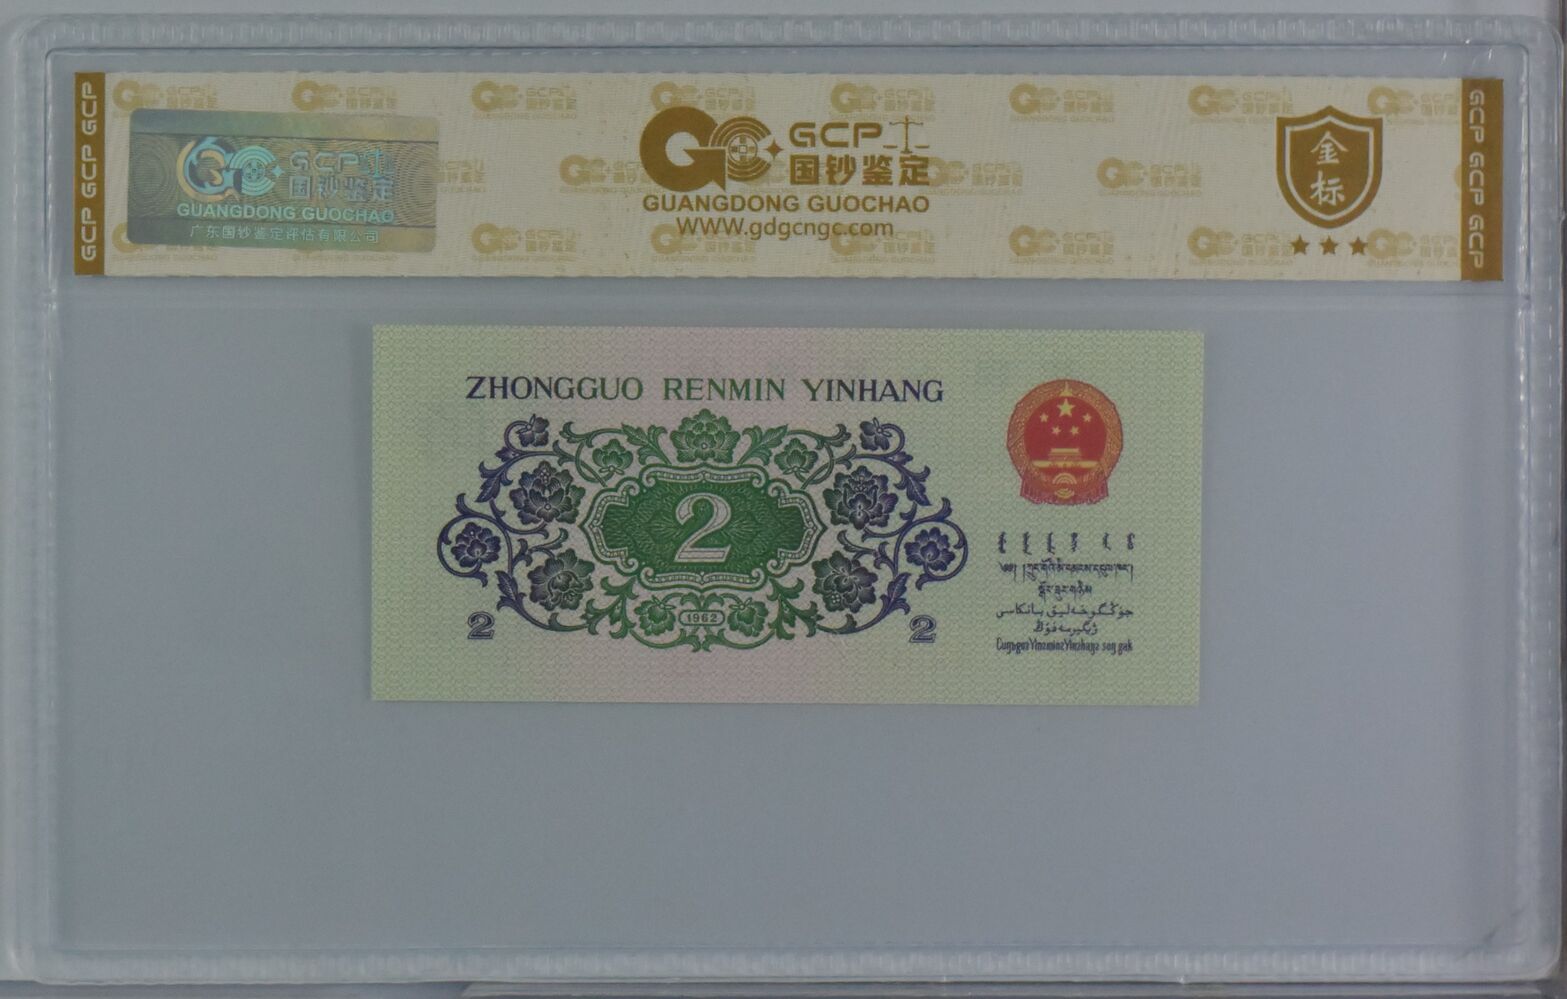 GCP GCP GCP
GCP
国钞鉴定
GUANGDONG GUOCHAO
广东国钞鉴定评估有限公司
GCP
国钞鉴定
GUANGDONG GUOCHAO
WWW.gdgcngc.com
金
标
GCP GCP GCP
ZHONGGUO RENMIN YINHANG
2
1962
2
2
جۇڭگوخەلىق بانكاسى